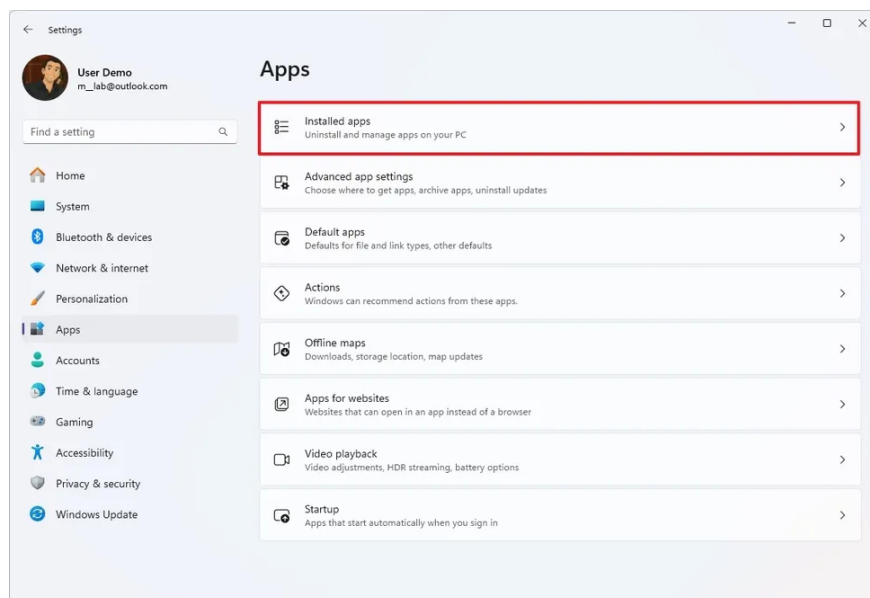 Settings
User Demo
m_lab@outlook.com
Find a setting
Home
System
Bluetooth & devices
Network & internet
Personalization
Apps
Accounts
Time & language
Gaming
Accessibility
Privacy & security
Windows Update
Apps
Installed apps
Uninstall and manage apps on your PC
Advanced app settings
Choose where to get apps, archive apps, uninstall updates
Default apps
Defaults for file and link types, other defaults
Actions
Windows can recommend actions from these apps.
Offline maps
Downloads, storage location, map updates
Apps for websites
Websites that can open in an app instead of a browser
Video playback
Video adjustments, HDR streaming, battery options
Startup
Apps that start automatically when you sign in